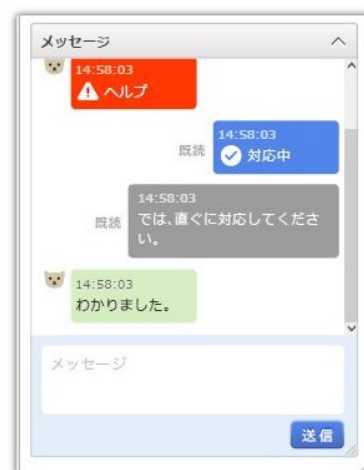 メッセージ
14:58:03
ヘルプ
14:58:03
既読
対応中
14:58:03
既読
では、直ぐに対応してくださ
い。
14:58:03
わかりました。
メッセージ
送信